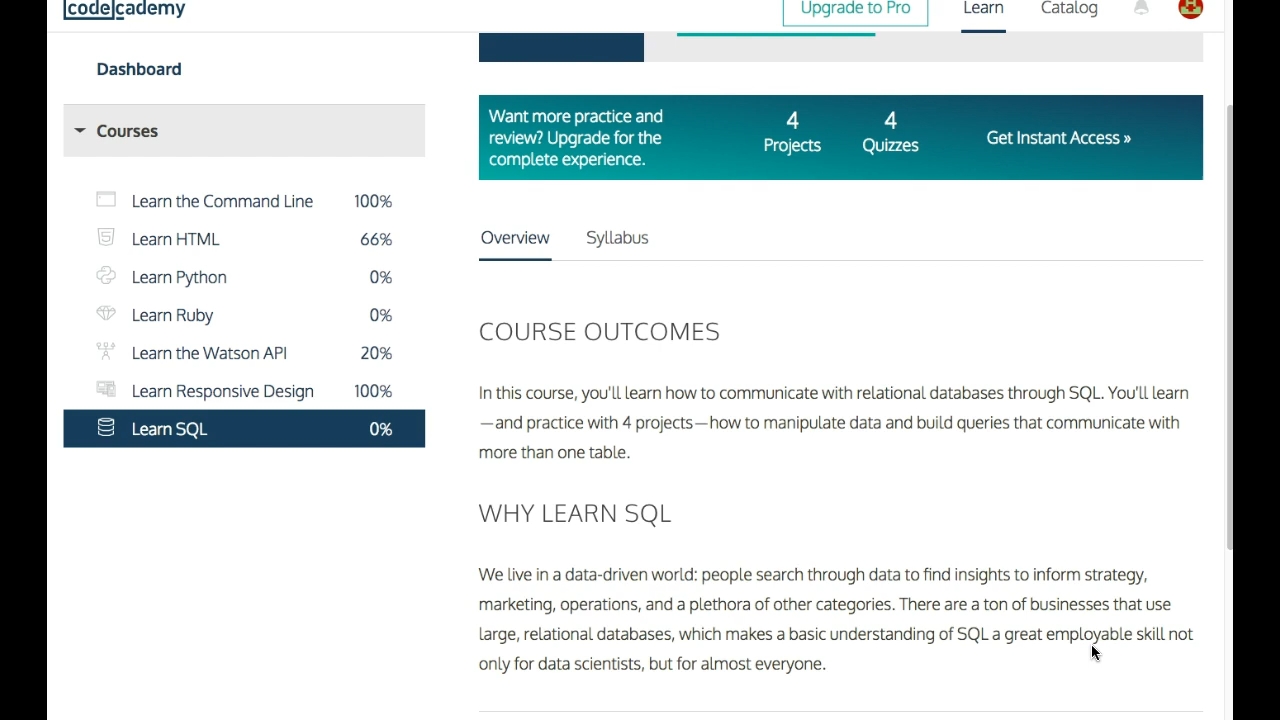 codecademy
Upgrade to Pro
Learn
Catalog
Dashboard
Courses
Learn the Command Line 100%
Learn HTML 66%
Learn Python 0%
Learn Ruby 0%
Learn the Watson API 20%
Learn Responsive Design 100%
Learn SQL 0%
Want more practice and
review? Upgrade for the
complete experience.
4
Projects
4
Quizzes
Get Instant Access »
Overview
Syllabus
COURSE OUTCOMES
In this course, you'll learn how to communicate with relational databases through SQL. You'll learn
—and practice with 4 projects—how to manipulate data and build queries that communicate with
more than one table.
WHY LEARN SQL
We live in a data-driven world: people search through data to find insights to inform strategy,
marketing, operations, and a plethora of other categories. There are a ton of businesses that use
large, relational databases, which makes a basic understanding of SQL a great employable skill not
only for data scientists, but for almost everyone.